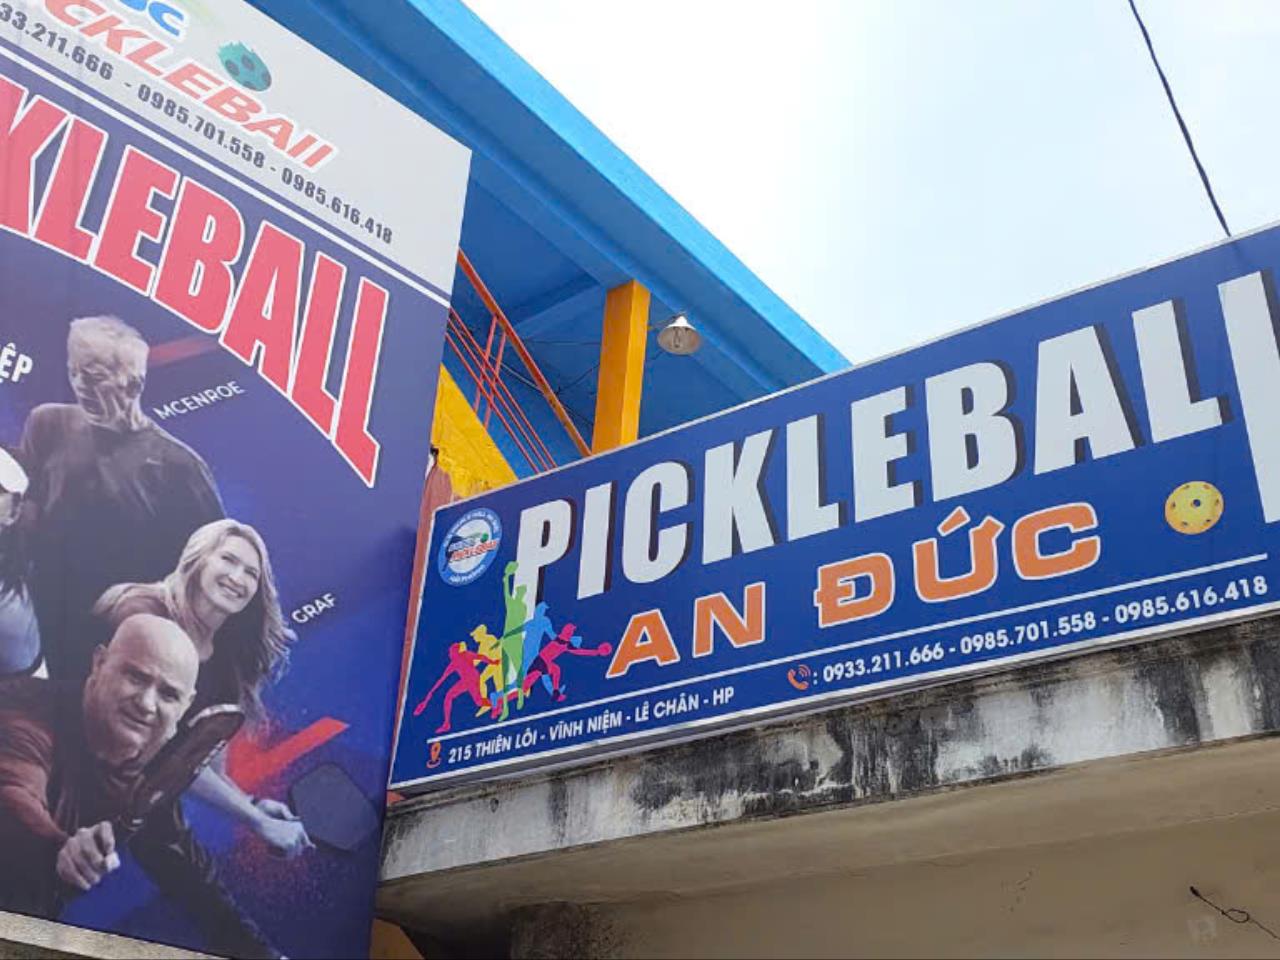 PICKLEBAll
33.211.666 - 0985.701.558 - 0985.616.418
KLEBALL
MCENROE
GRAF
PICKLEBALL
AN ĐỨC
215 THIÊN LÔI - VĨNH NIỆM - LÊ CHÂN - HP
: 0933.211.666 - 0985.701.558 - 0985.616.418